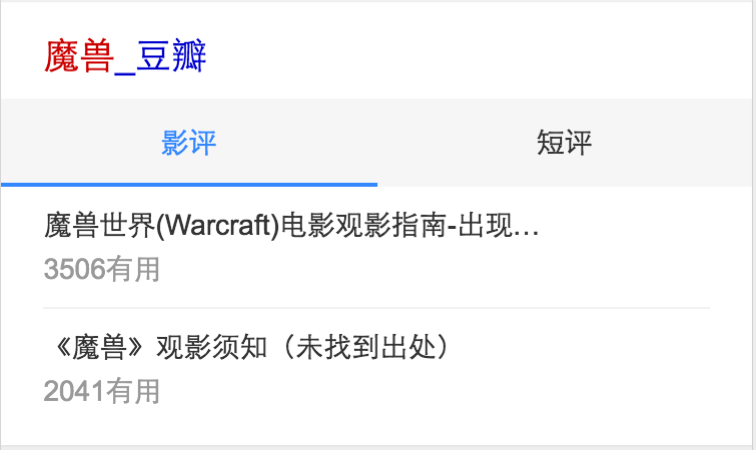 魔兽_豆瓣
影评
短评
魔兽世界(Warcraft)电影观影指南-出现...
3506有用
《魔兽》观影须知（未找到出处）
2041有用